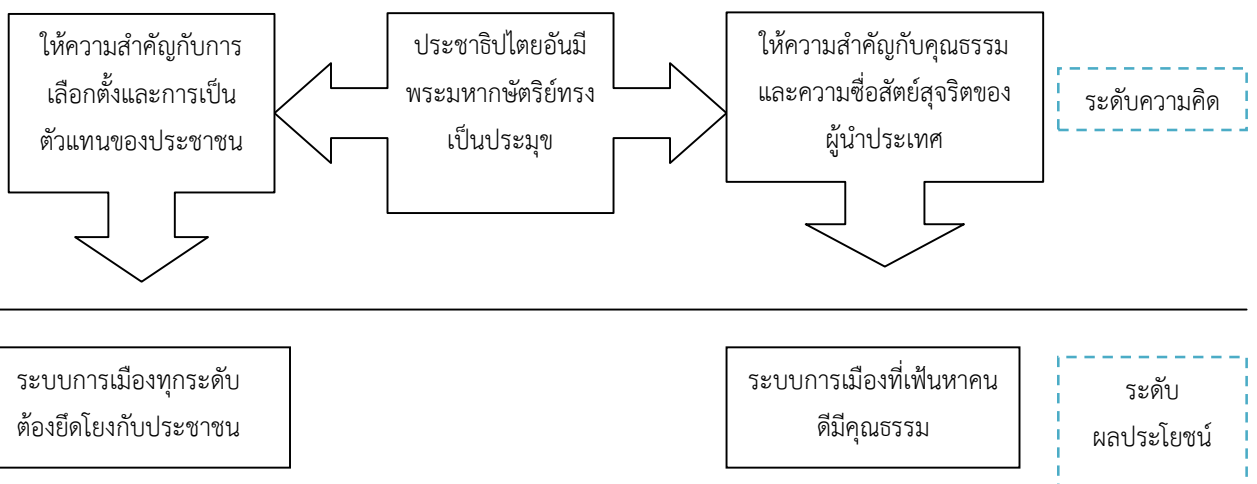 ให้ความสำคัญกับการ
เลือกตั้งและการเป็น
ตัวแทนของประชาชน
ประชาธิปไตยอันมี
พระมหากษัตริย์ทรง
เป็นประมุข
ให้ความสำคัญกับคุณธรรม
และความซื่อสัตย์สุจริตของ
ผู้นำประเทศ
ระดับความคิด
ระบบการเมืองทุกระดับ
ต้องยึดโยงกับประชาชน
ระบบการเมืองที่เฟ้นหาคน
ดีมีคุณธรรม
ระดับ
ผลประโยชน์